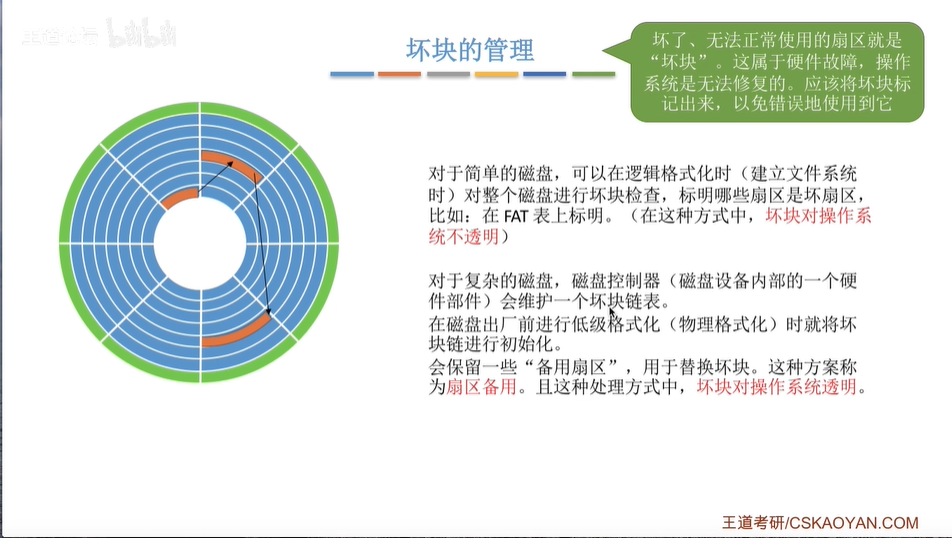 王道考研 bilibili
坏块的管理
坏了、无法正常使用的扇区就是
“坏块”。这属于硬件故障，操作
系统是无法修复的。应该将坏块标
记出来，以免错误地使用到它
对于简单的磁盘，可以在逻辑格式化时（建立文件系统
时）对整个磁盘进行坏块检查，标明哪些扇区是坏扇区，
比如：在 FAT 表上标明。（在这种方式中，坏块对操作系
统不透明）
对于复杂的磁盘，磁盘控制器（磁盘设备内部的一个硬
件部件）会维护一个坏块链表。
在磁盘出厂前进行低级格式化（物理格式化）时就将坏
块链进行初始化。
会保留一些“备用扇区”，用于替换坏块。这种方案称
为扇区备用。且这种处理方式中，坏块对操作系统透明。
王道考研/CSKAOYAN.COM